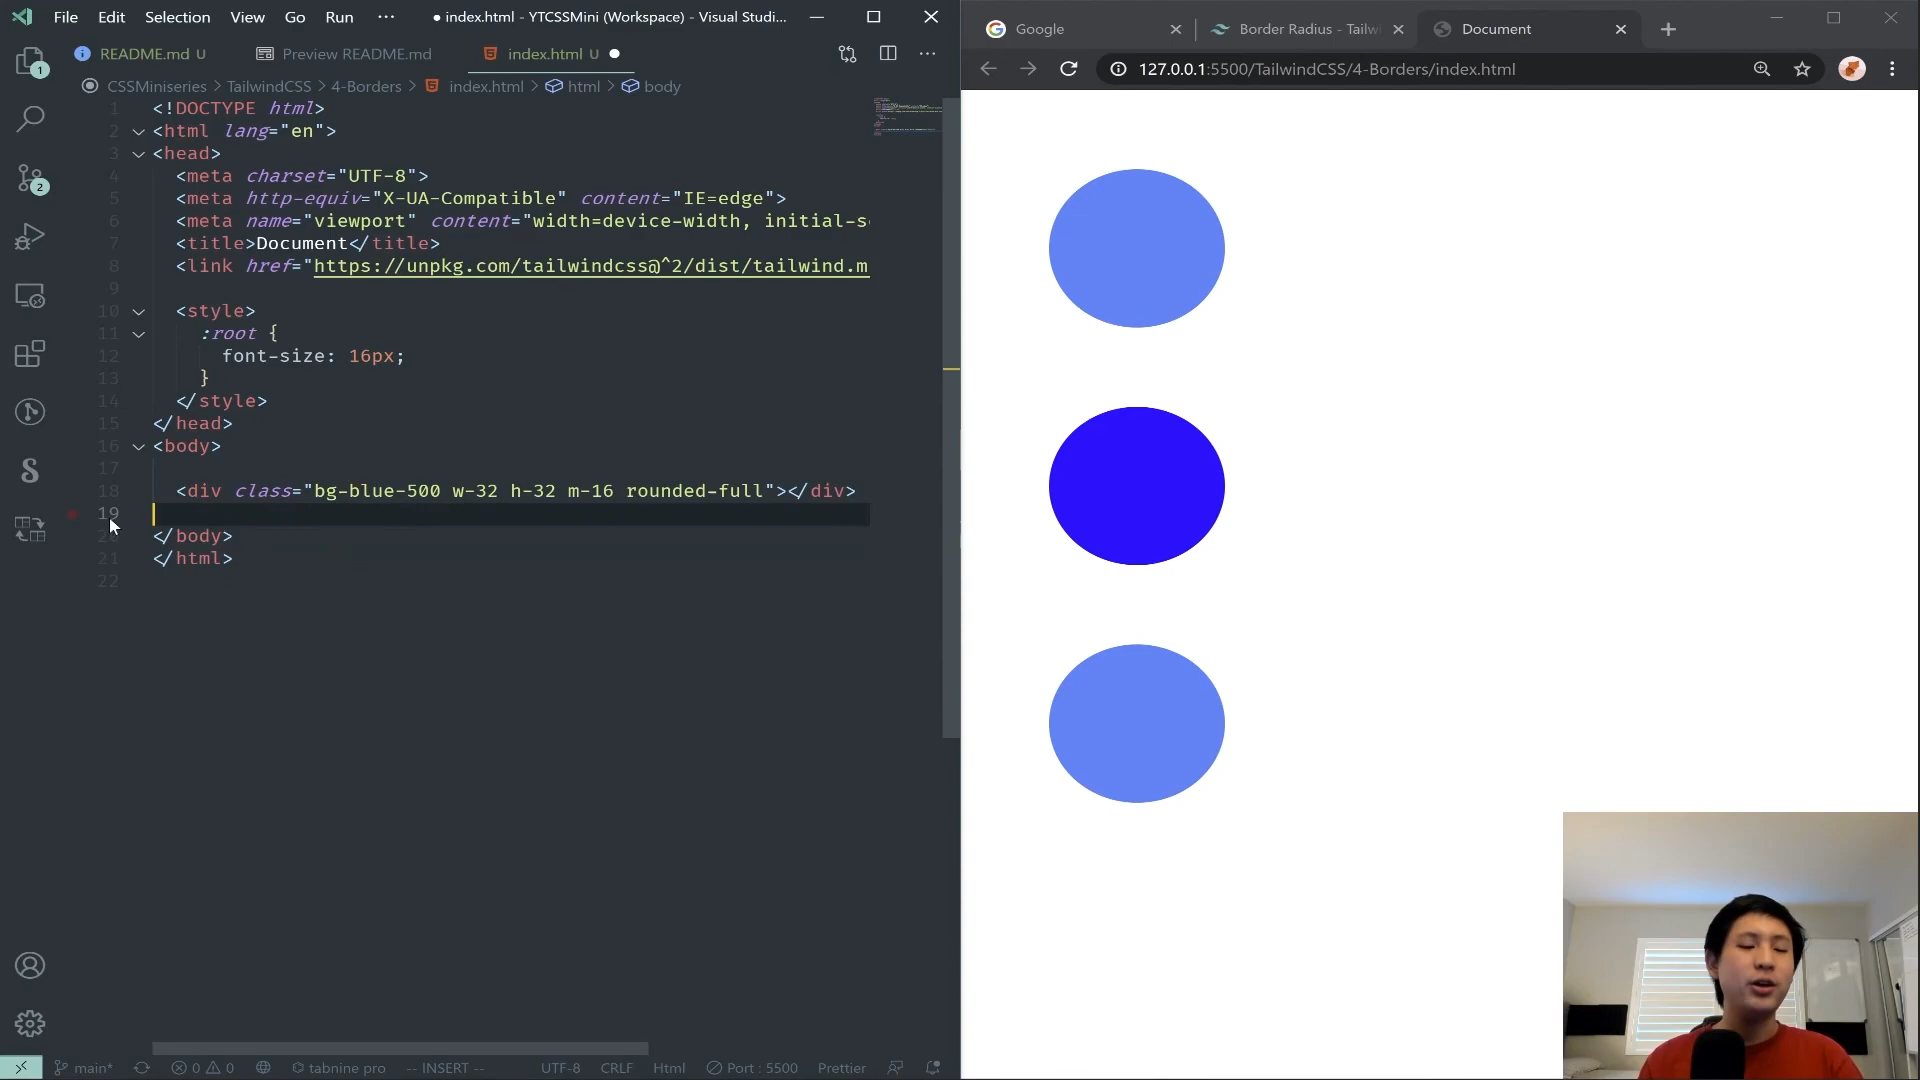 File Edit Selection View Go Run ··· ● index.html - YTCSSMini (Workspace) - Visual Studi...
README.md U Preview README.md index.html U ●
CSSMiniseries > TailwindCSS > 4-Borders > index.html > html > body
1 <!DOCTYPE html>
2 <html lang="en">
3 <head>
4 <meta charset="UTF-8">
5 <meta http-equiv="X-UA-Compatible" content="IE=edge">
6 <meta name="viewport" content="width=device-width, initial-s
7 <title>Document</title>
8 <link href="https://unpkg.com/tailwindcss@^2/dist/tailwind.m
9
10 <style>
11 :root {
12 font-size: 16px;
13 }
14 </style>
15 </head>
16 <body>
17
18 <div class="bg-blue-500 w-32 h-32 m-16 rounded-full"></div>
19
20 </body>
21 </html>
22
1
2
main* 0 0 tabnine pro -- INSERT -- UTF-8 CRLF Html Port : 5500 Prettier
Google Border Radius - Tailw Document
127.0.0.1:5500/TailwindCSS/4-Borders/index.html